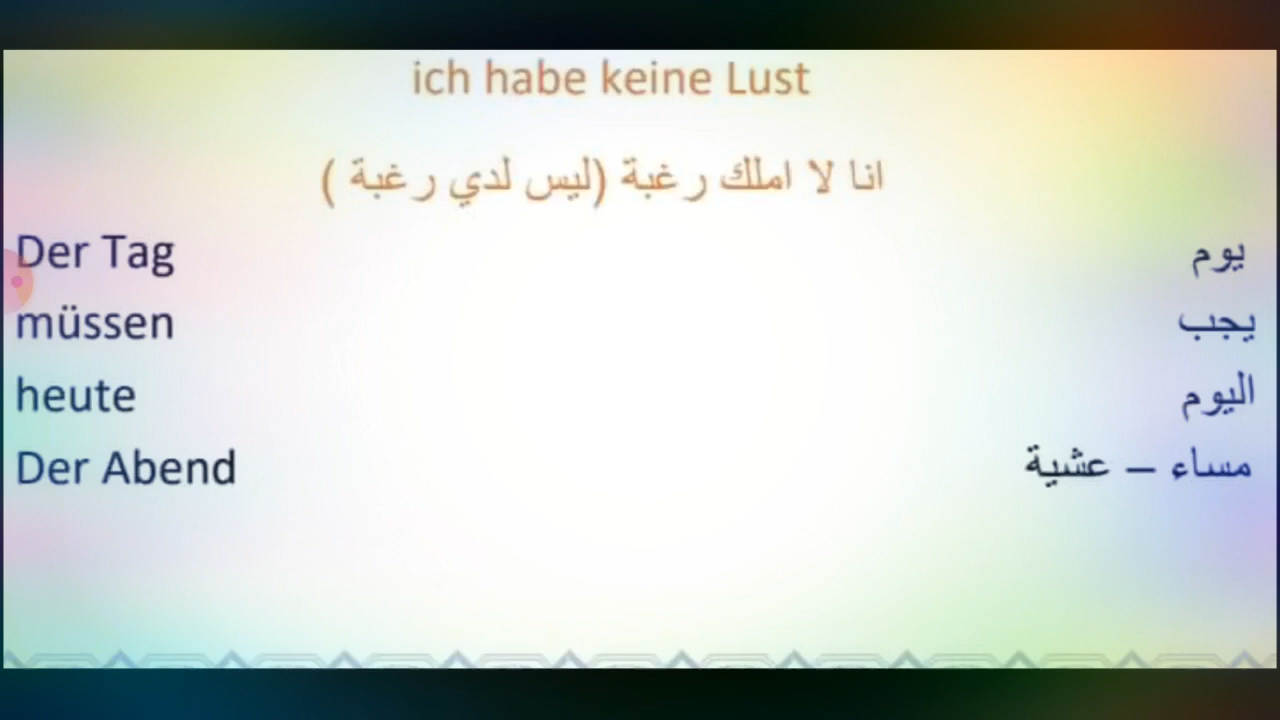 ich habe keine Lust
انا لا املك رغبة (ليس لدي رغبة )
Der Tag يوم
müssen يجب
heute اليوم
Der Abend مساء – عشية